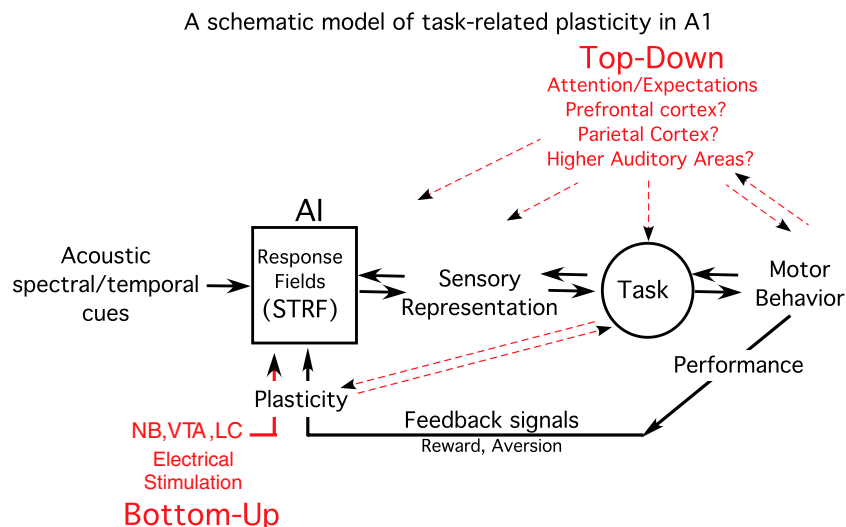 A schematic model of task-related plasticity in A1
Top-Down
Attention/Expectations
Prefrontal cortex?
Parietal Cortex?
Higher Auditory Areas?
AI
Acoustic
spectral/temporal
cues
Response
Fields
(STRF)
Sensory
Representation
Task
Motor
Behavior
Performance
Plasticity
Feedback signals
Reward, Aversion
NB,VTA,LC
Electrical
Stimulation
Bottom-Up